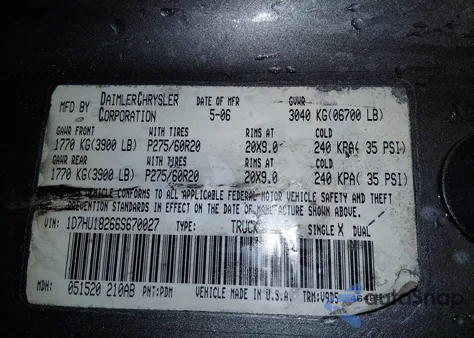 MFD BY DAIMLERCHRYSLER CORPORATION DATE OF MFR 5-06 GVWR 3040 KG(06700 LB)
GAWR FRONT WITH TIRES RIMS AT COLD
1770 KG(3900 LB) P275/60R20 20X9.0 240 KPA( 35 PSI)
GAWR REAR WITH TIRES RIMS AT COLD
1770 KG(3900 LB) P275/60R20 20X9.0 240 KPA( 35 PSI)
VEHICLE CONFORMS TO ALL APPLICABLE FEDERAL MOTOR VEHICLE SAFETY AND THEFT
PREVENTION STANDARDS IN EFFECT ON THE DATE OF MANUFACTURE SHOWN ABOVE.
VIN: 1D7HU18266S670027 TYPE: TRUCK SINGLE X DUAL
MDH: 051520 210AB PNT:PDM VEHICLE MADE IN U.S.A. TRM:V9D5
autoSnap